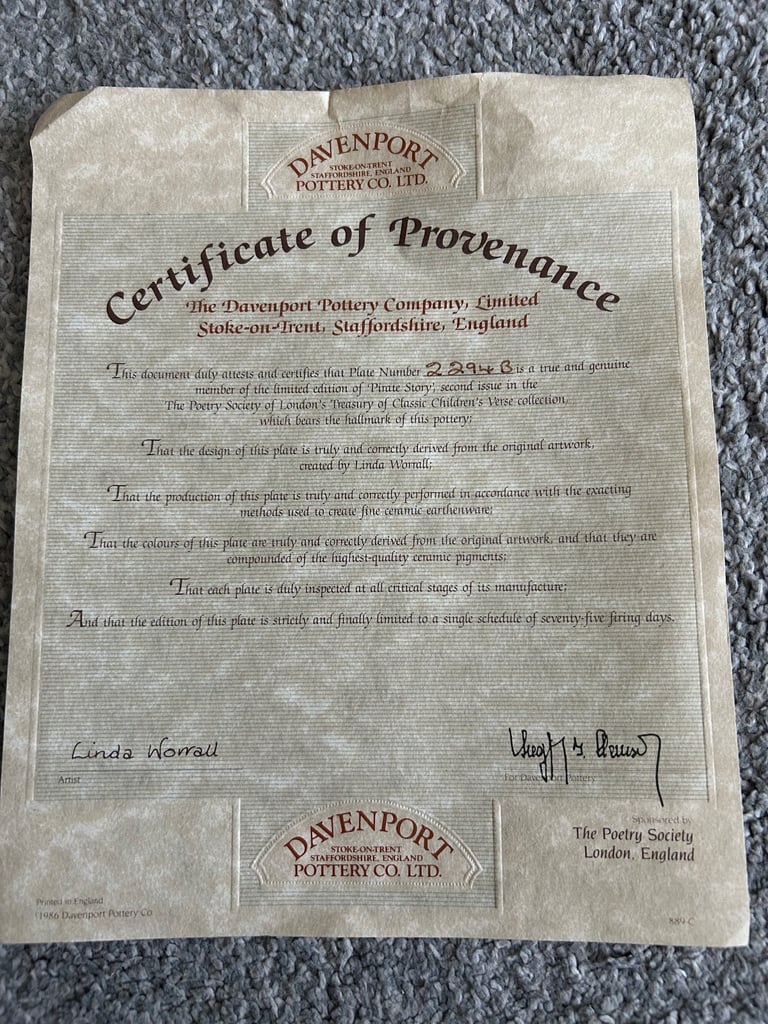 DAVENPORT
STOKE-ON-TRENT
STAFFORDSHIRE, ENGLAND
POTTERY CO. LTD.
Certificate of Provenance
The Davenport Pottery Company, Limited
Stoke-on-Trent, Staffordshire, England
This document duly attests and certifies that Plate Number 2294 B is a true and genuine
member of the limited edition of 'Pirate Story', second issue in the
The Poetry Society of London's Treasury of Classic Children's Verse collection,
which bears the hallmark of this pottery;
That the design of this plate is truly and correctly derived from the original artwork,
created by Linda Worrall;
That the production of this plate is truly and correctly performed in accordance with the exacting
methods used to create fine ceramic earthenware;
That the colours of this plate are truly and correctly derived from the original artwork, and that they are
compounded of the highest-quality ceramic pigments;
That each plate is duly inspected at all critical stages of its manufacture;
And that the edition of this plate is strictly and finally limited to a single schedule of seventy-five firing days.
Linda Worrall
Artist
For Davenport Pottery
Sponsored by
The Poetry Society
London, England
DAVENPORT
STOKE-ON-TRENT
STAFFORDSHIRE, ENGLAND
POTTERY CO. LTD.
Printed in England
©1986 Davenport Pottery Co
889-C